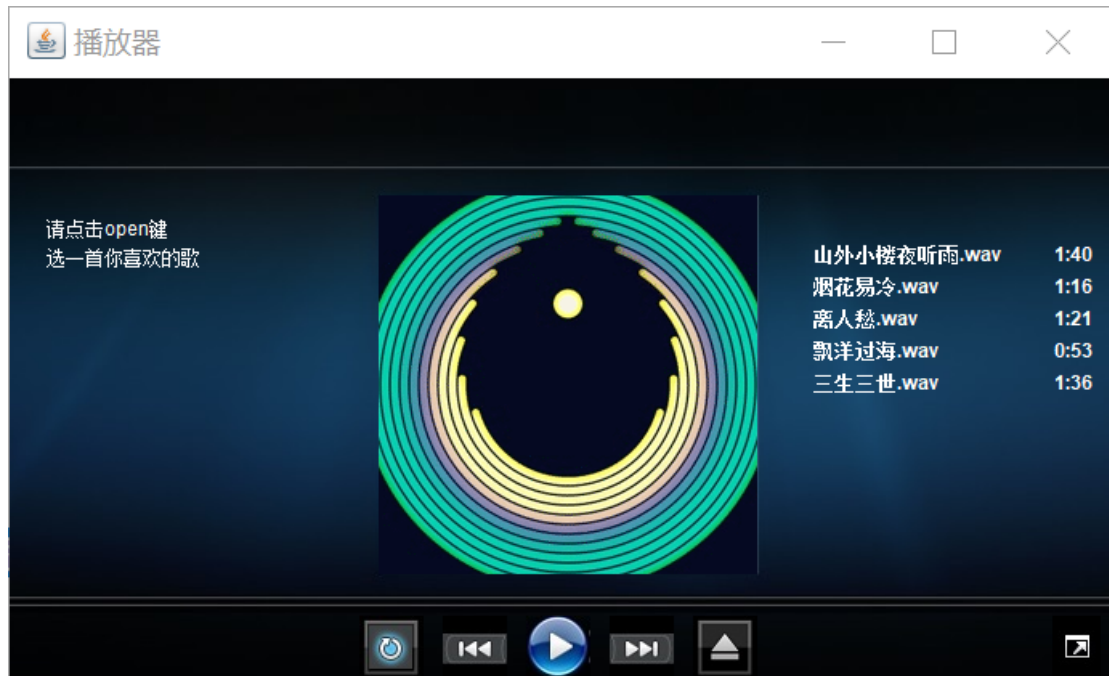 播放器
请点击open键
选一首你喜欢的歌
山外小楼夜听雨.wav 1:40
烟花易冷.wav 1:16
离人愁.wav 1:21
飘洋过海.wav 0:53
三生三世.wav 1:36